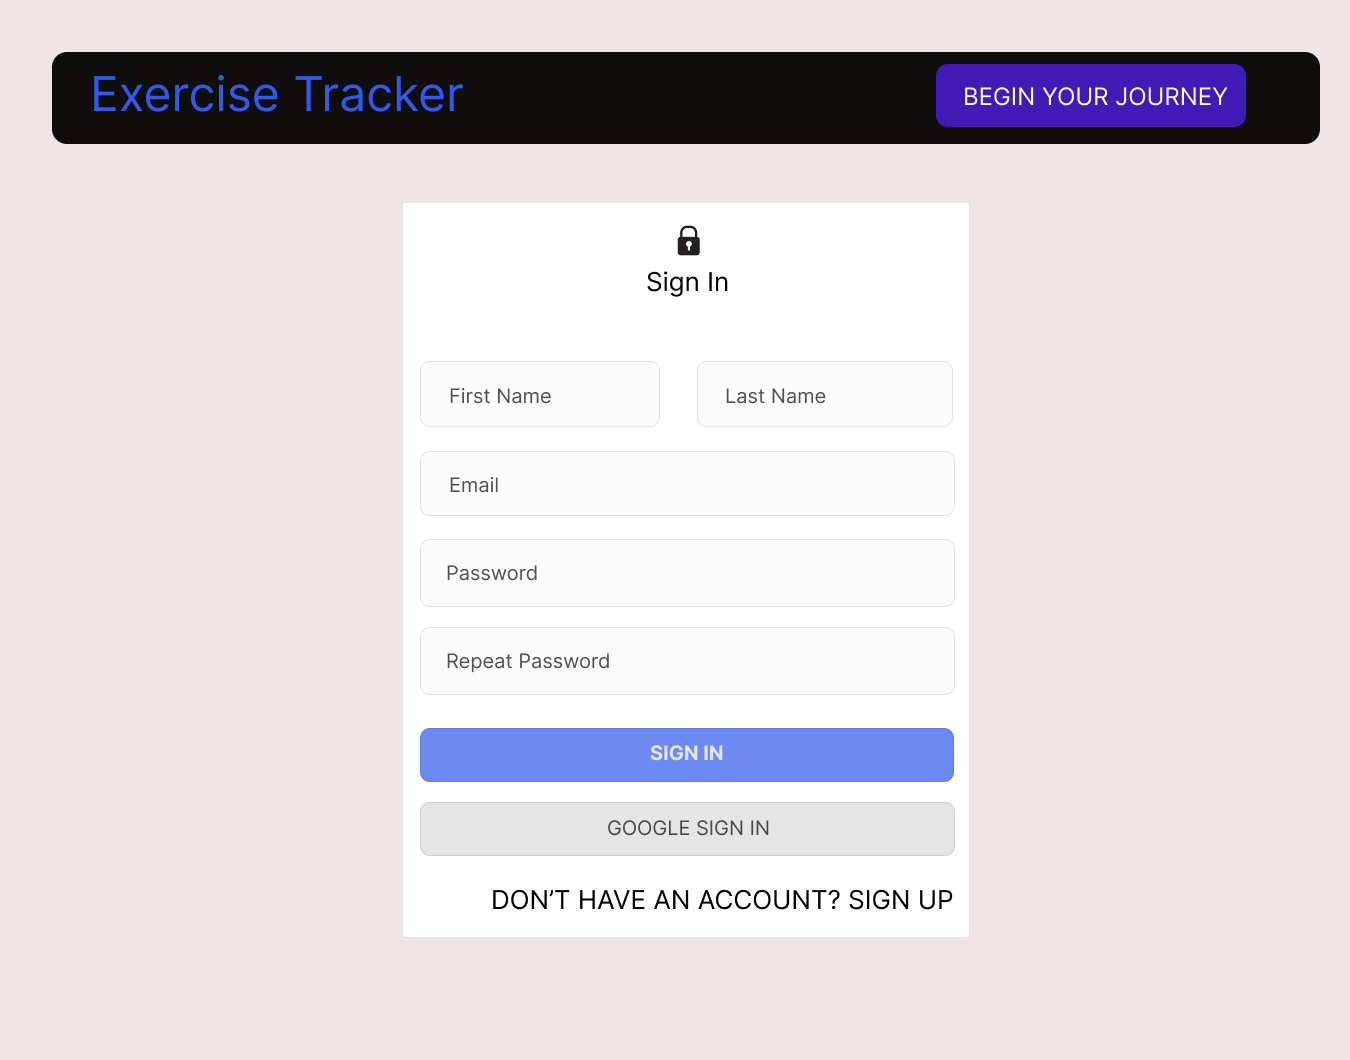 Exercise Tracker
BEGIN YOUR JOURNEY
Sign In
First Name
Last Name
Email
Password
Repeat Password
SIGN IN
GOOGLE SIGN IN
DON’T HAVE AN ACCOUNT? SIGN UP